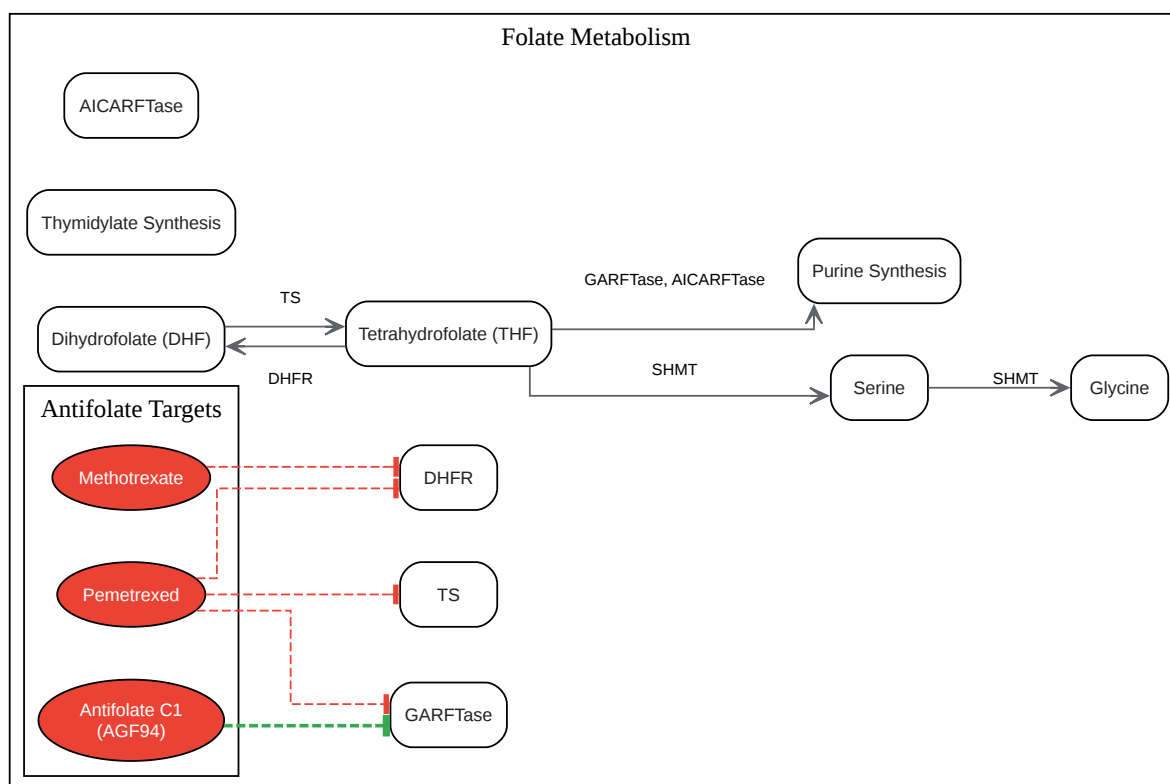 Folate Metabolism
AICARFTase
Thymidylate Synthesis
Purine Synthesis
GARFTase, AICARFTase
TS
Dihydrofolate (DHF)
Tetrahydrofolate (THF)
DHFR
SHMT
Serine
SHMT
Glycine
Antifolate Targets
Methotrexate
DHFR
Pemetrexed
TS
Antifolate C1
(AGF94)
GARFTase